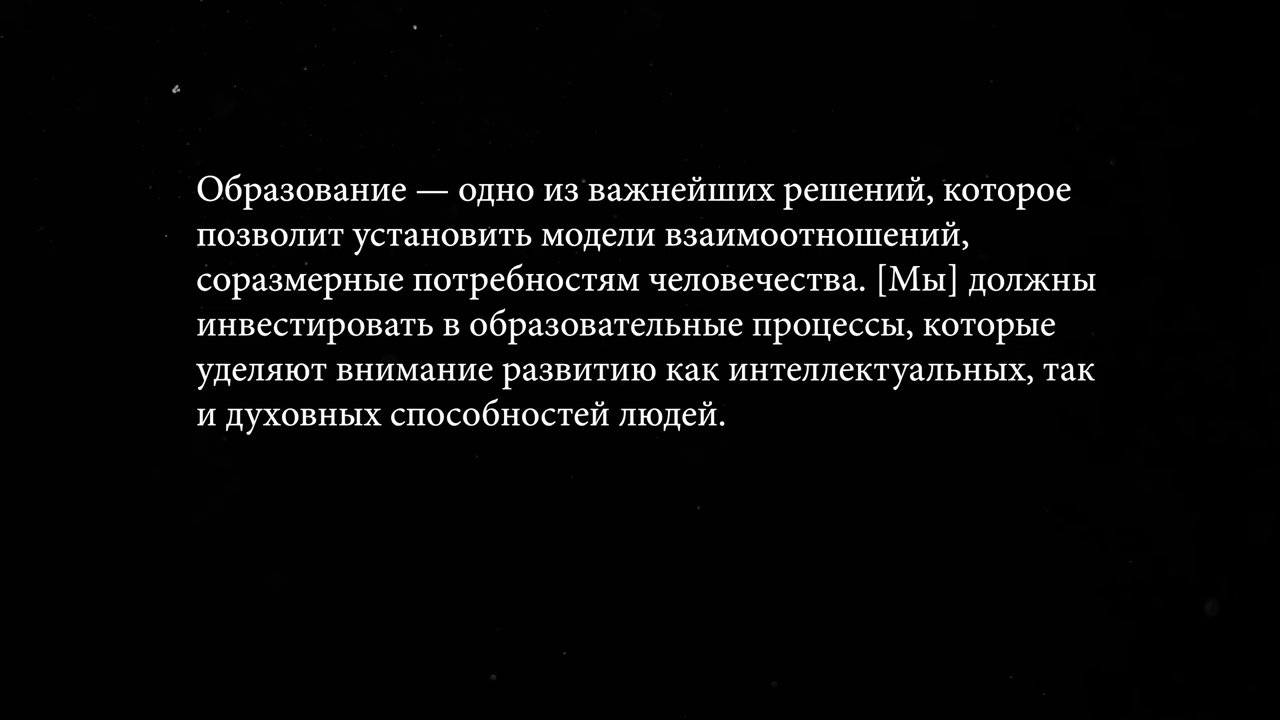 Образование — одно из важнейших решений, которое
позволит установить модели взаимоотношений,
соразмерные потребностям человечества. [Мы] должны
инвестировать в образовательные процессы, которые
уделяют внимание развитию как интеллектуальных, так
и духовных способностей людей.